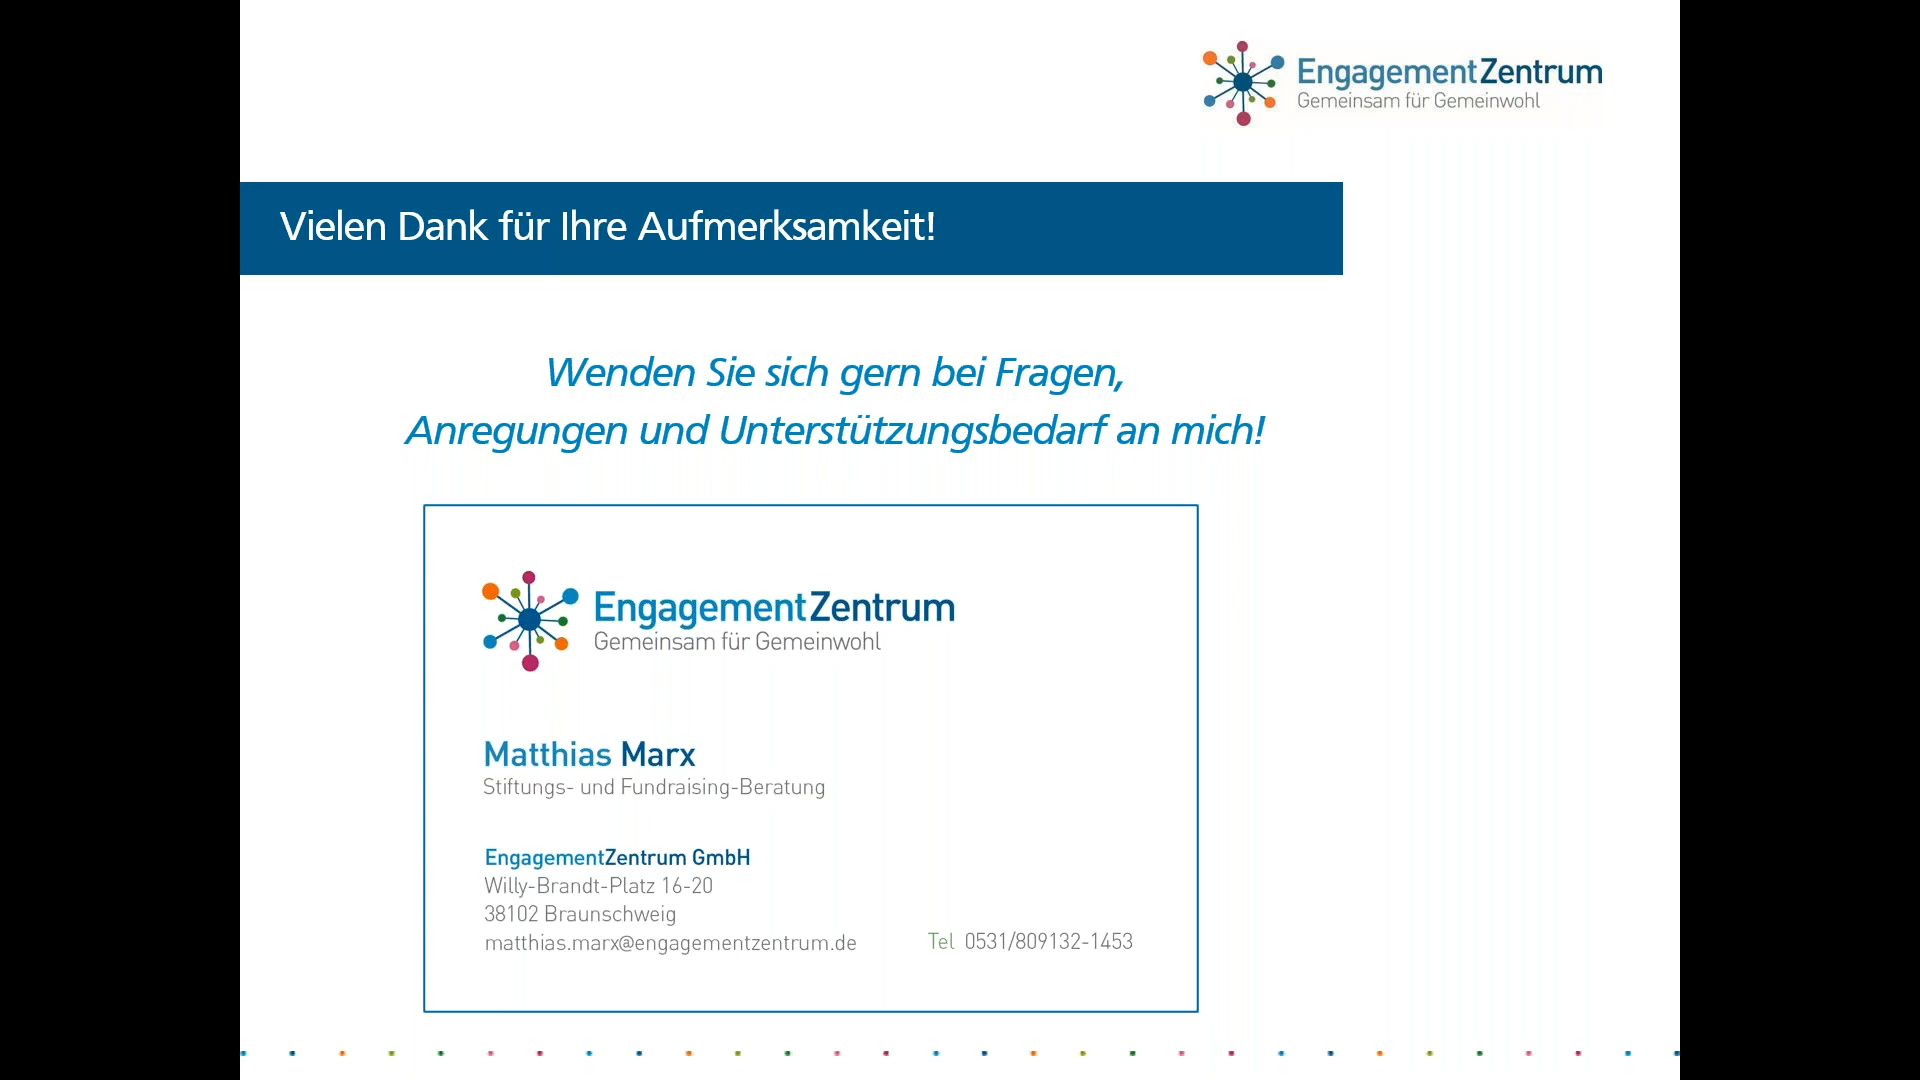 EngagementZentrum
Gemeinsam für Gemeinwohl
Vielen Dank für Ihre Aufmerksamkeit!
Wenden Sie sich gern bei Fragen,
Anregungen und Unterstützungsbedarf an mich!
EngagementZentrum
Gemeinsam für Gemeinwohl
Matthias Marx
Stiftungs- und Fundraising-Beratung
EngagementZentrum GmbH
Willy-Brandt-Platz 16-20
38102 Braunschweig
matthias.marx@engagementzentrum.de Tel 0531/809132-1453